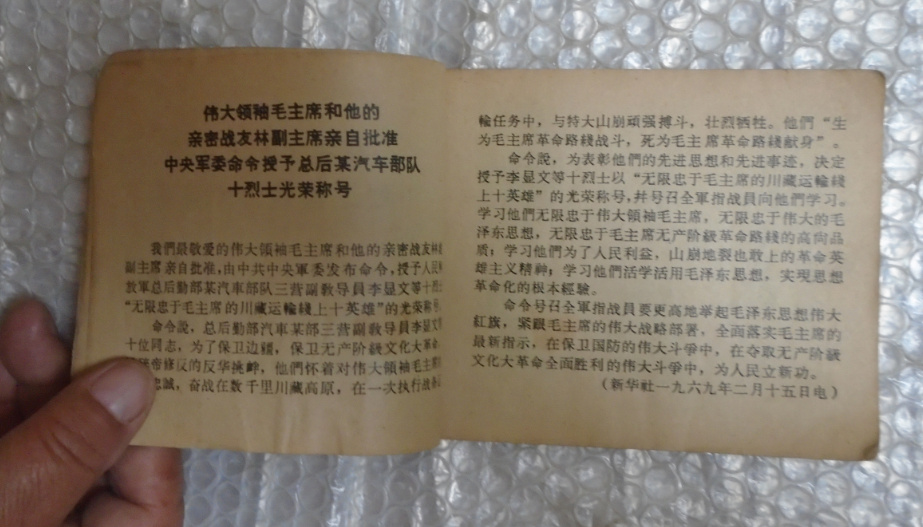 伟大领袖毛主席和他的
亲密战友林副主席亲自批准
中央军委命令授予总后某汽车部队
十烈士光荣称号
我們最敬爱的伟大領袖毛主席和他的亲密战友林
副主席亲自批准,由中共中央軍委发布命令,授予人民
放軍总后勤部某汽車部队三营副教导員李显文等十烈士
“无限忠于毛主席的川藏运輸綫上十英雄”的光荣称号
命令說,总后勤部汽車某部三营副教导員李显文等
十位同志,为了保卫边疆,保卫无产阶級文化大革命
帝修反的反华挑衅,他們怀着对伟大領袖毛主席
忠誠,奋战在数千里川藏高原,在一次执行战备
輸任务中,与特大山崩頑强搏斗,壮烈牺牲。他們“生
为毛主席革命路綫战斗,死为毛主席革命路綫献身”。
命令說,为表彰他們的先进思想和先进事迹,决定
授予李显文等十烈士以“无限忠于毛主席的川藏运輸綫
上十英雄”的光荣称号,幷号召全軍指战員向他們学习。
学习他們无限忠于伟大領袖毛主席,无限忠于伟大的毛
泽东思想,无限忠于毛主席无产阶級革命路綫的高尚品
质;学习他們为了人民利益,山崩地裂也敢上的革命英
雄主义精神;学习他們活学活用毛泽东思想,实現思想
革命化的根本經驗。
命令号召全軍指战員要更高地举起毛泽东思想伟大
紅旗,紧跟毛主席的伟大战略部署,全面落实毛主席的
最新指示,在保卫国防的伟大斗爭中,在夺取无产阶級
文化大革命全面胜利的伟大斗爭中,为人民立新功。
(新华社一九六九年二月十五日电)